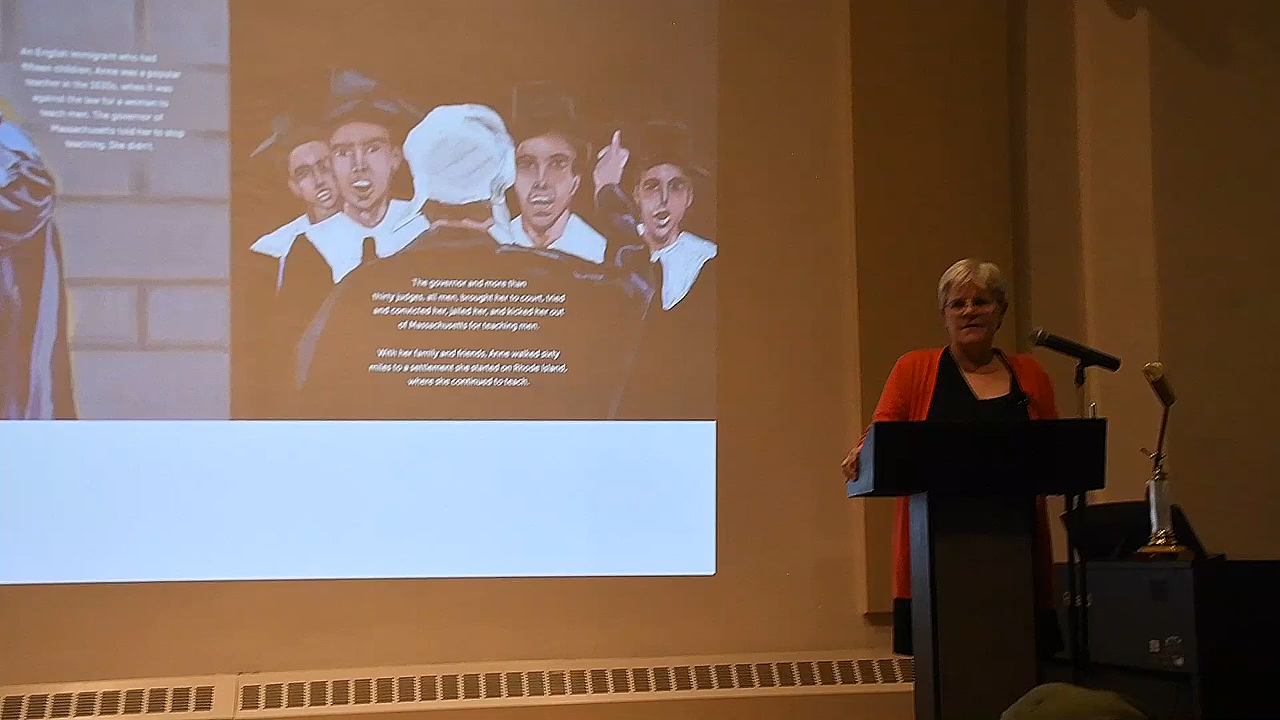 An English immigrant who had
fifteen children, Anne was a popular
teacher in the 1630s, when it was
against the law for a woman to
teach men. The governor of
Massachusetts told her to stop
teaching. She didn't.
The governor and more than
thirty judges, all men, brought her to court, tried
and convicted her, jailed her, and kicked her out
of Massachusetts for teaching men.
With her family and friends, Anne walked sixty
miles to a settlement she started on Rhode Island,
where she continued to teach.